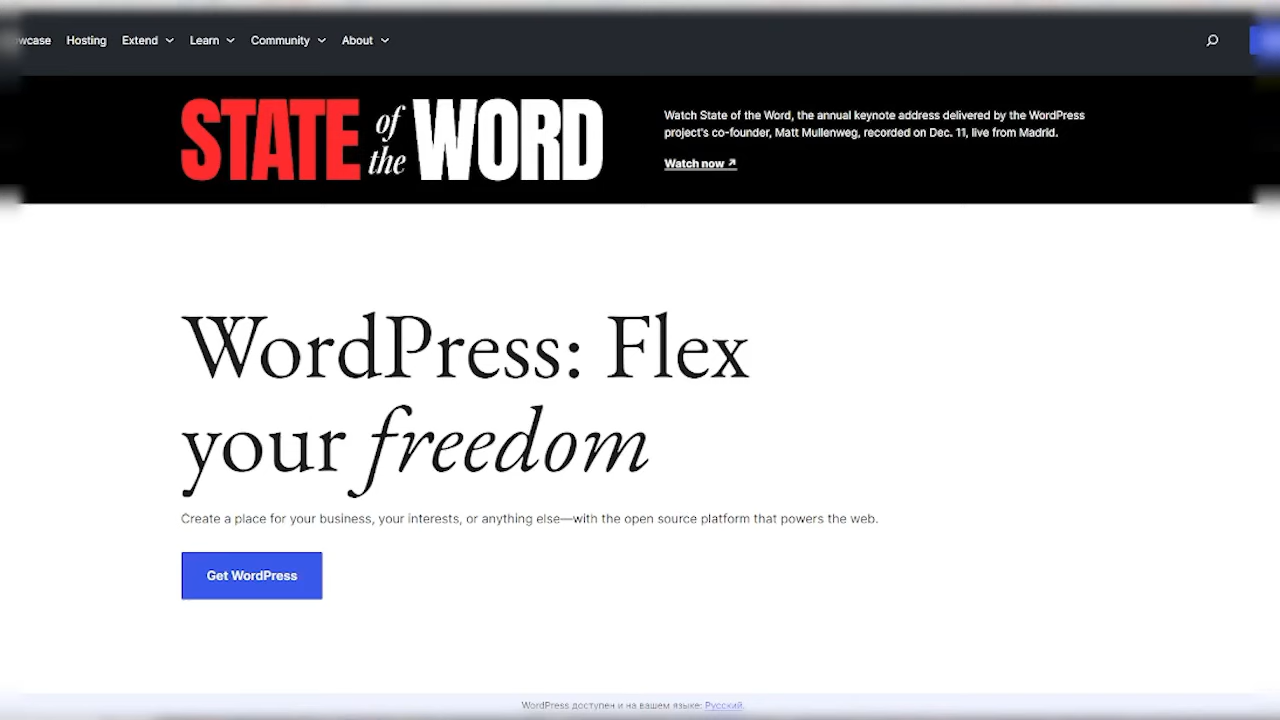 Hosting Extend Learn Community About
STATE of the WORD
Watch State of the Word, the annual keynote address delivered by the WordPress
project's co-founder, Matt Mullenweg, recorded on Dec. 11, live from Madrid.
Watch now ↗
WordPress: Flex
your freedom
Create a place for your business, your interests, or anything else—with the open source platform that powers the web.
Get WordPress
WordPress доступен и на вашем языке: Русский.